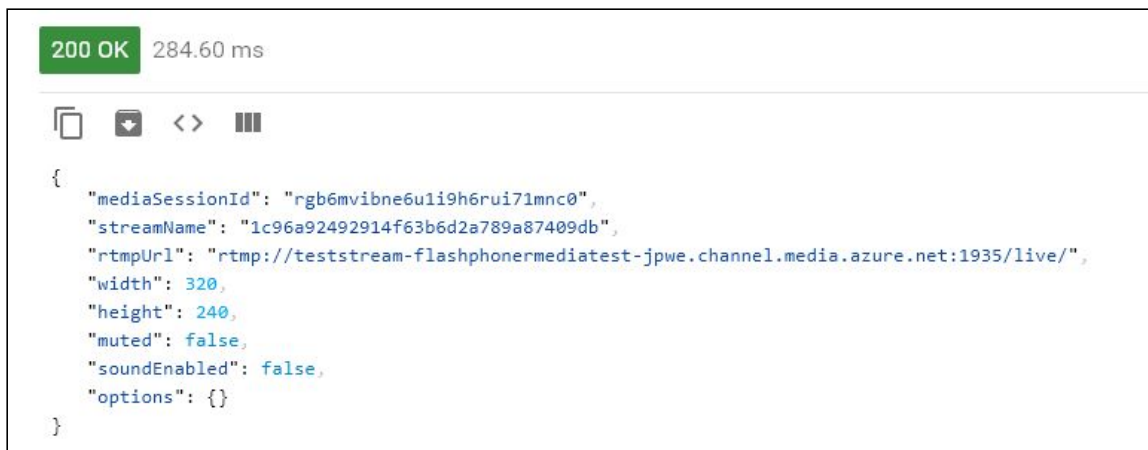 200 OK 284.60 ms
{
"mediaSessionId": "rgb6mvibne6u1i9h6rui71mnc0",
"streamName": "1c96a92492914f63b6d2a789a87409db",
"rtmpUrl": "rtmp://teststream-flashphonermediatest-jpwe.channel.media.azure.net:1935/live/",
"width": 320,
"height": 240,
"muted": false,
"soundEnabled": false,
"options": {}
}